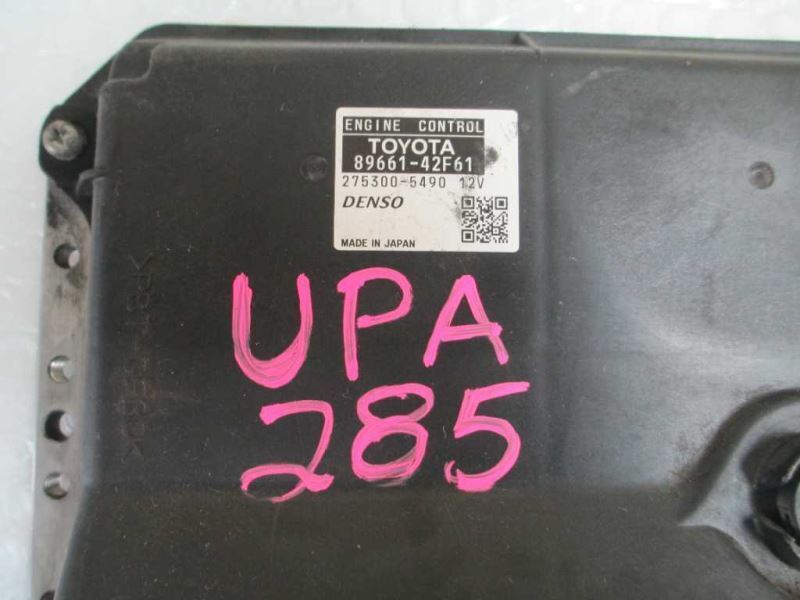 ENGINE CONTROL
TOYOTA
89661-42F61
275300-5490 12V
DENSO
MADE IN JAPAN
UPA
285